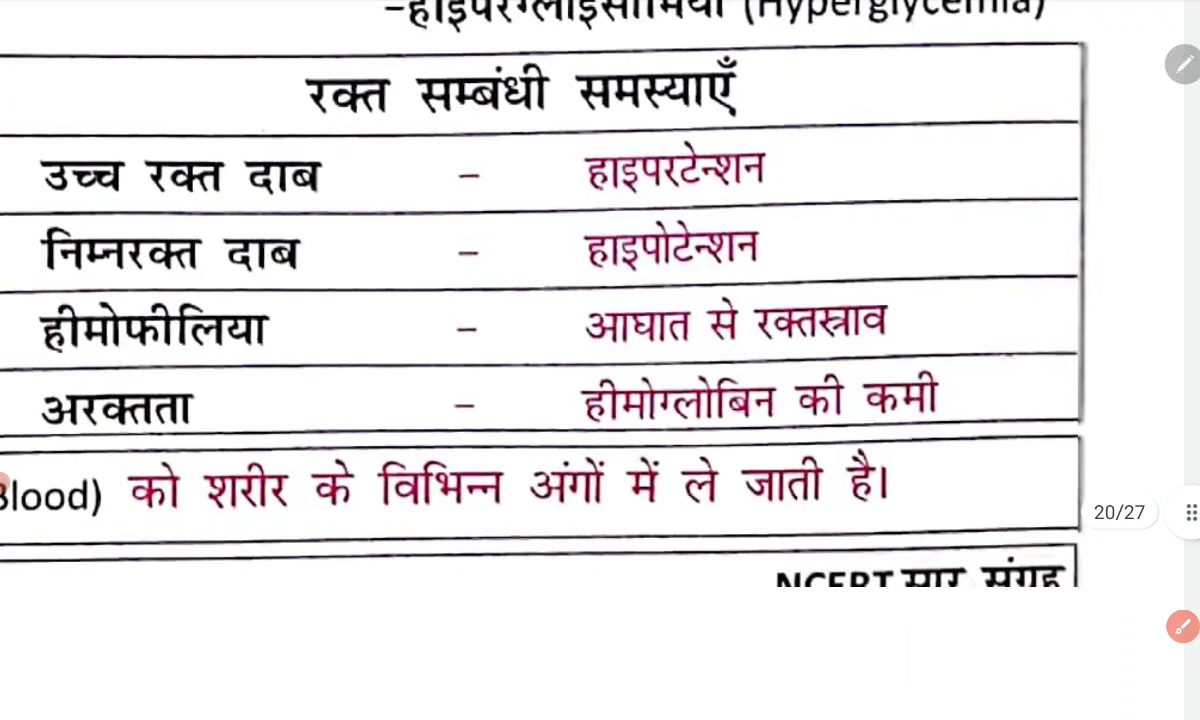 -हाइपरग्लाइसीमिया (Hyperglycemia)
रक्त सम्बंधी समस्याएँ
उच्च रक्त दाब - हाइपरटेन्शन
निम्नरक्त दाब - हाइपोटेन्शन
हीमोफीलिया - आघात से रक्तस्त्राव
अरक्तता - हीमोग्लोबिन की कमी
Blood) को शरीर के विभिन्न अंगों में ले जाती है।
20/27
NCERT सार संग्रह